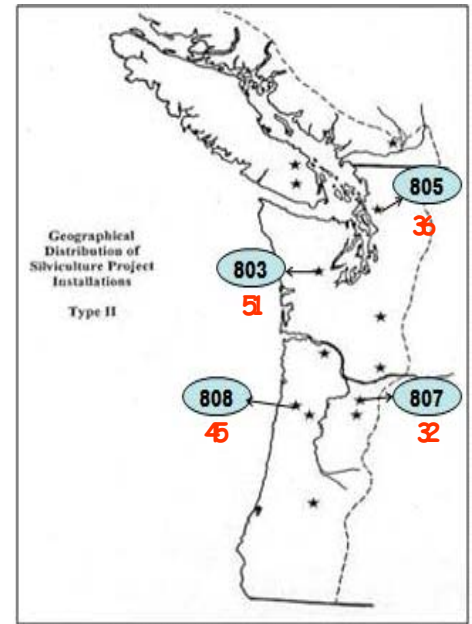 805
36
Geographical
Distribution of
Silviculture Project
Installations
Type II
803
51
808
45
807
32